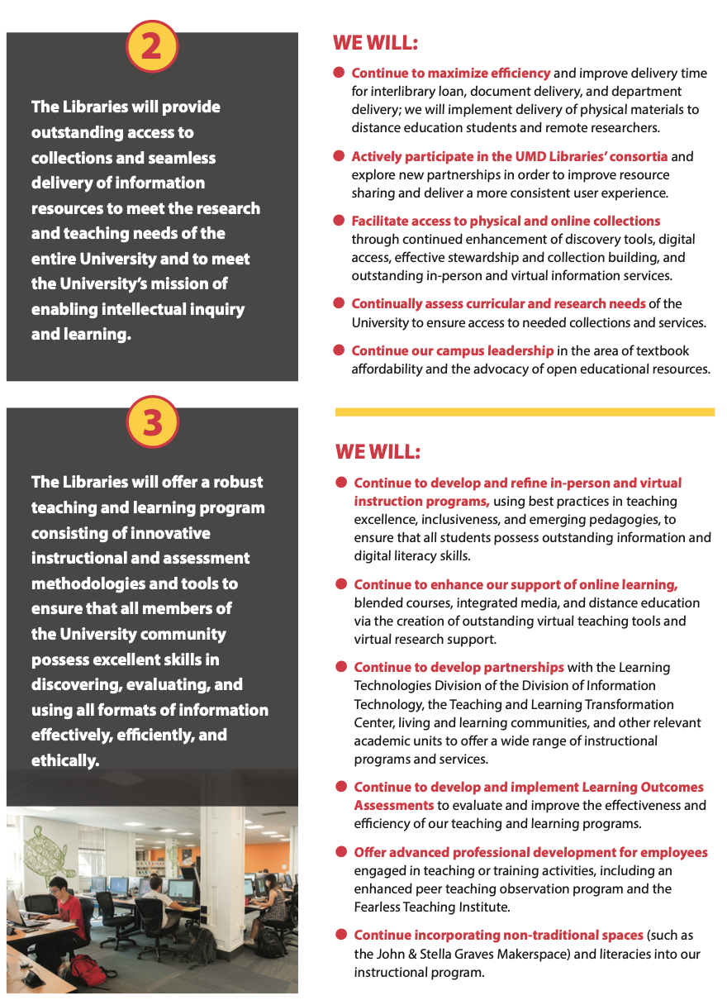 2
The Libraries will provide
outstanding access to
collections and seamless
delivery of information
resources to meet the research
and teaching needs of the
entire University and to meet
the University’s mission of
enabling intellectual inquiry
and learning.
WE WILL:
● Continue to maximize efficiency and improve delivery time
for interlibrary loan, document delivery, and department
delivery; we will implement delivery of physical materials to
distance education students and remote researchers.
● Actively participate in the UMD Libraries’ consortia and
explore new partnerships in order to improve resource
sharing and deliver a more consistent user experience.
● Facilitate access to physical and online collections
through continued enhancement of discovery tools, digital
access, effective stewardship and collection building, and
outstanding in-person and virtual information services.
● Continually assess curricular and research needs of the
University to ensure access to needed collections and services.
● Continue our campus leadership in the area of textbook
affordability and the advocacy of open educational resources.
3
The Libraries will offer a robust
teaching and learning program
consisting of innovative
instructional and assessment
methodologies and tools to
ensure that all members of
the University community
possess excellent skills in
discovering, evaluating, and
using all formats of information
effectively, efficiently, and
ethically.
WE WILL:
● Continue to develop and refine in-person and virtual
instruction programs, using best practices in teaching
excellence, inclusiveness, and emerging pedagogies, to
ensure that all students possess outstanding information and
digital literacy skills.
● Continue to enhance our support of online learning,
blended courses, integrated media, and distance education
via the creation of outstanding virtual teaching tools and
virtual research support.
● Continue to develop partnerships with the Learning
Technologies Division of the Division of Information
Technology, the Teaching and Learning Transformation
Center, living and learning communities, and other relevant
academic units to offer a wide range of instructional
programs and services.
● Continue to develop and implement Learning Outcomes
Assessments to evaluate and improve the effectiveness and
efficiency of our teaching and learning programs.
● Offer advanced professional development for employees
engaged in teaching or training activities, including an
enhanced peer teaching observation program and the
Fearless Teaching Institute.
● Continue incorporating non-traditional spaces (such as
the John & Stella Graves Makerspace) and literacies into our
instructional program.